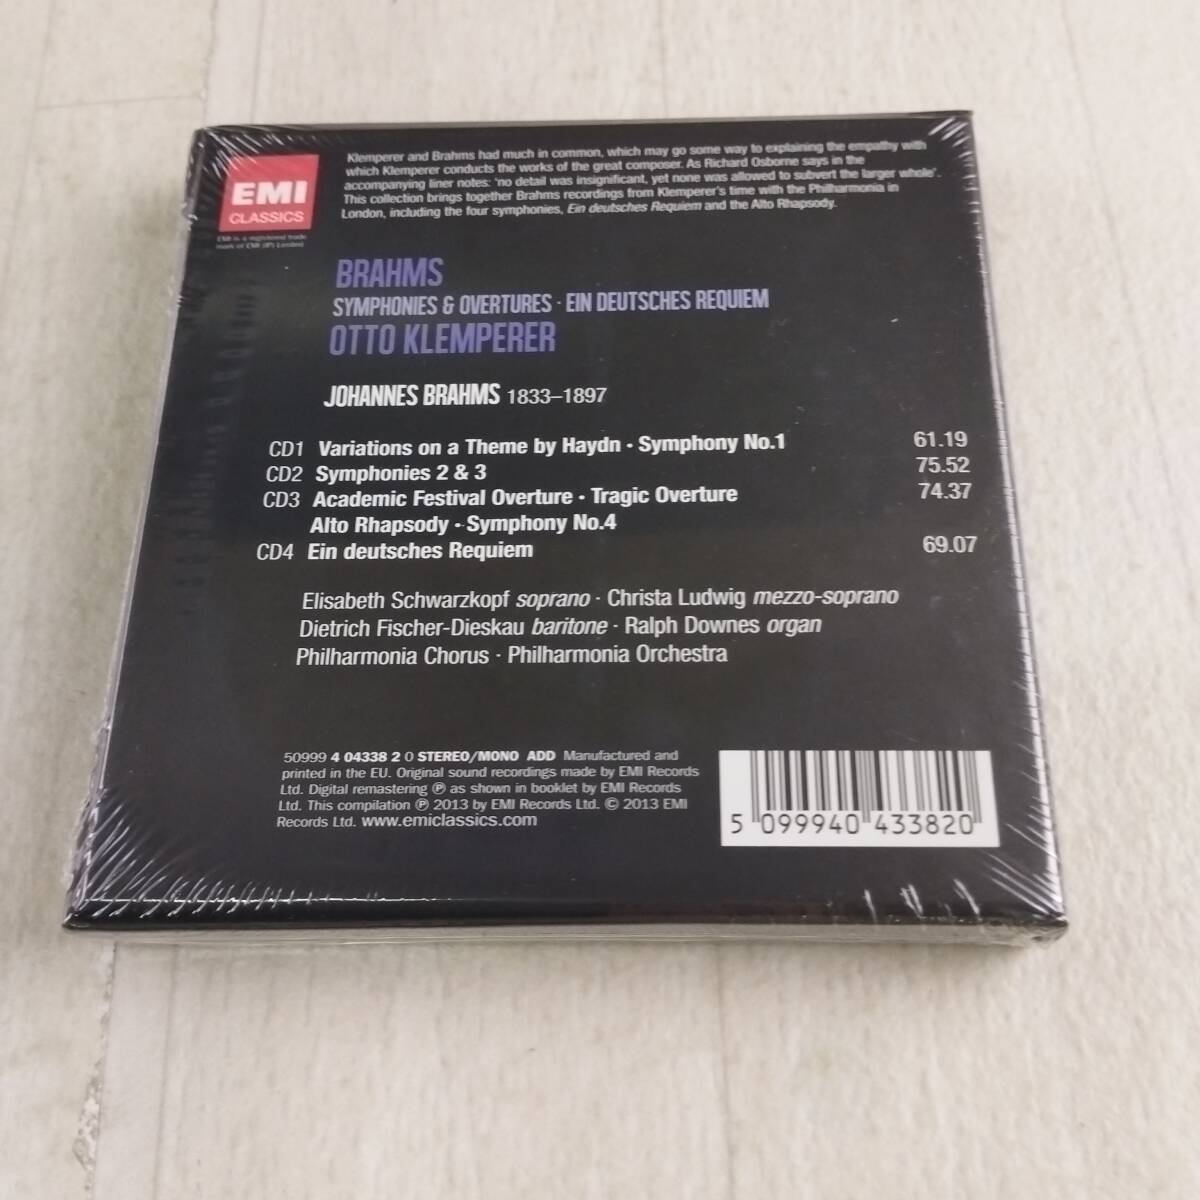 EMI
CLASSICS
EMI is a registered trade
mark of EMI (IP) Limited
Klemperer and Brahms had much in common, which may go some way to explaining the empathy with
which Klemperer conducts the works of the great composer. As Richard Osborne says in the
accompanying liner notes: 'no detail was insignificant, yet none was allowed to subvert the larger whole'.
This collection brings together Brahms recordings from Klemperer's time with the Philharmonia in
London, including the four symphonies, Ein deutsches Requiem and the Alto Rhapsody.
BRAHMS
SYMPHONIES & OVERTURES · EIN DEUTSCHES REQUIEM
OTTO KLEMPERER
JOHANNES BRAHMS 1833–1897
CD1 Variations on a Theme by Haydn · Symphony No.1 61.19
CD2 Symphonies 2 & 3 75.52
CD3 Academic Festival Overture · Tragic Overture 74.37
Alto Rhapsody · Symphony No.4
CD4 Ein deutsches Requiem 69.07
Elisabeth Schwarzkopf soprano · Christa Ludwig mezzo-soprano
Dietrich Fischer-Dieskau baritone · Ralph Downes organ
Philharmonia Chorus · Philharmonia Orchestra
50999 4 04338 2 0 STEREO/MONO ADD Manufactured and
printed in the EU. Original sound recordings made by EMI Records
Ltd. Digital remastering ℗ as shown in booklet by EMI Records
Ltd. This compilation ℗ 2013 by EMI Records Ltd. © 2013 EMI
Records Ltd. www.emiclassics.com
5 099940 433820